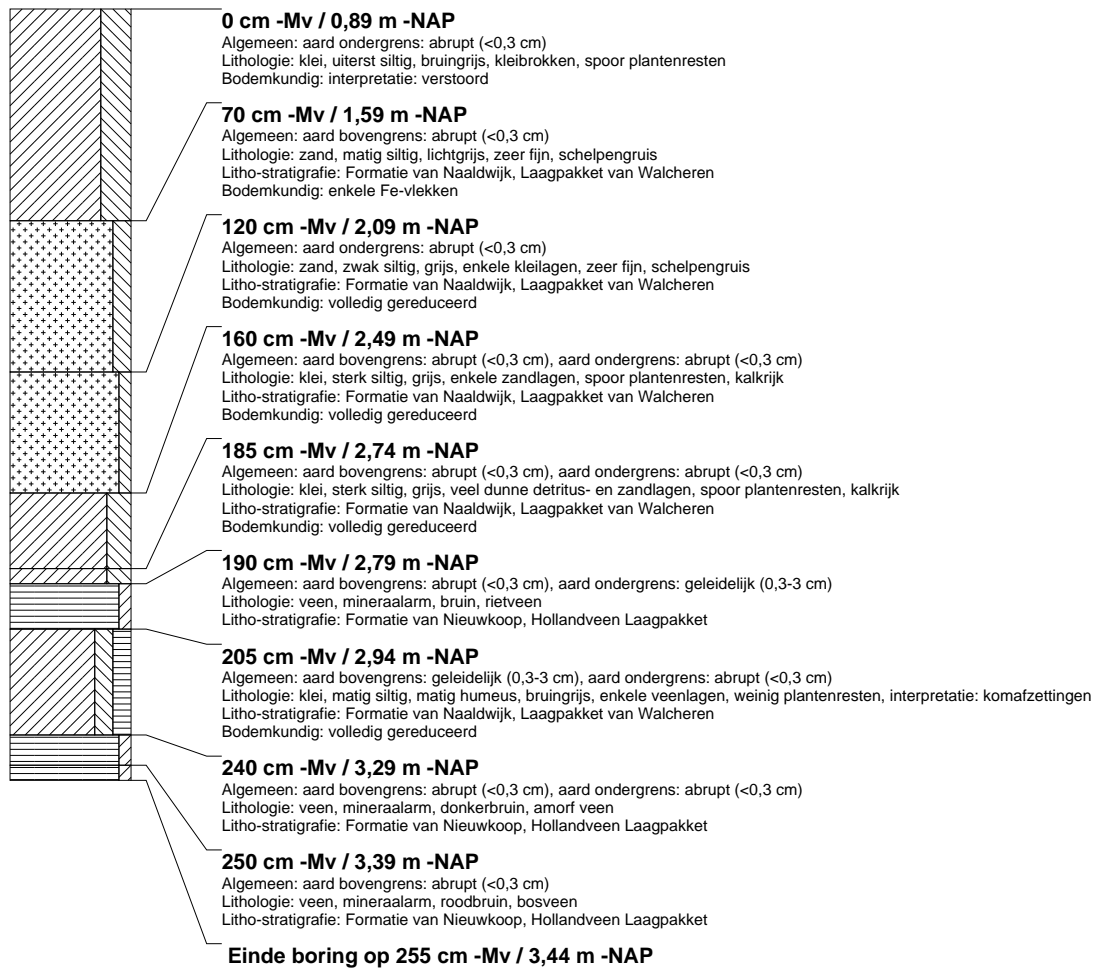 0 cm -Mv / 0,89 m -NAP
Algemeen: aard ondergrens: abrupt (<0,3 cm)
Lithologie: klei, uiterst siltig, bruingrijs, kleibrokken, spoor plantenresten
Bodemkundig: interpretatie: verstoord
70 cm -Mv / 1,59 m -NAP
Algemeen: aard bovengrens: abrupt (<0,3 cm)
Lithologie: zand, matig siltig, lichtgrijs, zeer fijn, schelpengruis
Litho-stratigrafie: Formatie van Naaldwijk, Laagpakket van Walcheren
Bodemkundig: enkele Fe-vlekken
120 cm -Mv / 2,09 m -NAP
Algemeen: aard ondergrens: abrupt (<0,3 cm)
Lithologie: zand, zwak siltig, grijs, enkele kleilagen, zeer fijn, schelpengruis
Litho-stratigrafie: Formatie van Naaldwijk, Laagpakket van Walcheren
Bodemkundig: volledig gereduceerd
160 cm -Mv / 2,49 m -NAP
Algemeen: aard bovengrens: abrupt (<0,3 cm), aard ondergrens: abrupt (<0,3 cm)
Lithologie: klei, sterk siltig, grijs, enkele zandlagen, spoor plantenresten, kalkrijk
Litho-stratigrafie: Formatie van Naaldwijk, Laagpakket van Walcheren
Bodemkundig: volledig gereduceerd
185 cm -Mv / 2,74 m -NAP
Algemeen: aard bovengrens: abrupt (<0,3 cm), aard ondergrens: abrupt (<0,3 cm)
Lithologie: klei, sterk siltig, grijs, veel dunne detritus- en zandlagen, spoor plantenresten, kalkrijk
Litho-stratigrafie: Formatie van Naaldwijk, Laagpakket van Walcheren
Bodemkundig: volledig gereduceerd
190 cm -Mv / 2,79 m -NAP
Algemeen: aard bovengrens: abrupt (<0,3 cm), aard ondergrens: geleidelijk (0,3-3 cm)
Lithologie: veen, mineraalarm, bruin, rietveen
Litho-stratigrafie: Formatie van Nieuwkoop, Hollandveen Laagpakket
205 cm -Mv / 2,94 m -NAP
Algemeen: aard bovengrens: geleidelijk (0,3-3 cm), aard ondergrens: abrupt (<0,3 cm)
Lithologie: klei, matig siltig, matig humeus, bruingrijs, enkele veenlagen, weinig plantenresten, interpretatie: komafzettingen
Litho-stratigrafie: Formatie van Naaldwijk, Laagpakket van Walcheren
Bodemkundig: volledig gereduceerd
240 cm -Mv / 3,29 m -NAP
Algemeen: aard bovengrens: abrupt (<0,3 cm), aard ondergrens: abrupt (<0,3 cm)
Lithologie: veen, mineraalarm, donkerbruin, amorf veen
Litho-stratigrafie: Formatie van Nieuwkoop, Hollandveen Laagpakket
250 cm -Mv / 3,39 m -NAP
Algemeen: aard bovengrens: abrupt (<0,3 cm)
Lithologie: veen, mineraalarm, roodbruin, bosveen
Litho-stratigrafie: Formatie van Nieuwkoop, Hollandveen Laagpakket
Einde boring op 255 cm -Mv / 3,44 m -NAP